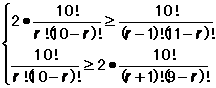 2 • 10! / r!(10−r)! ≥ 10! / (r−1)!(11−r)!
10! / r!(10−r)! ≥ 2 • 10! / (r+1)!(9−r)!